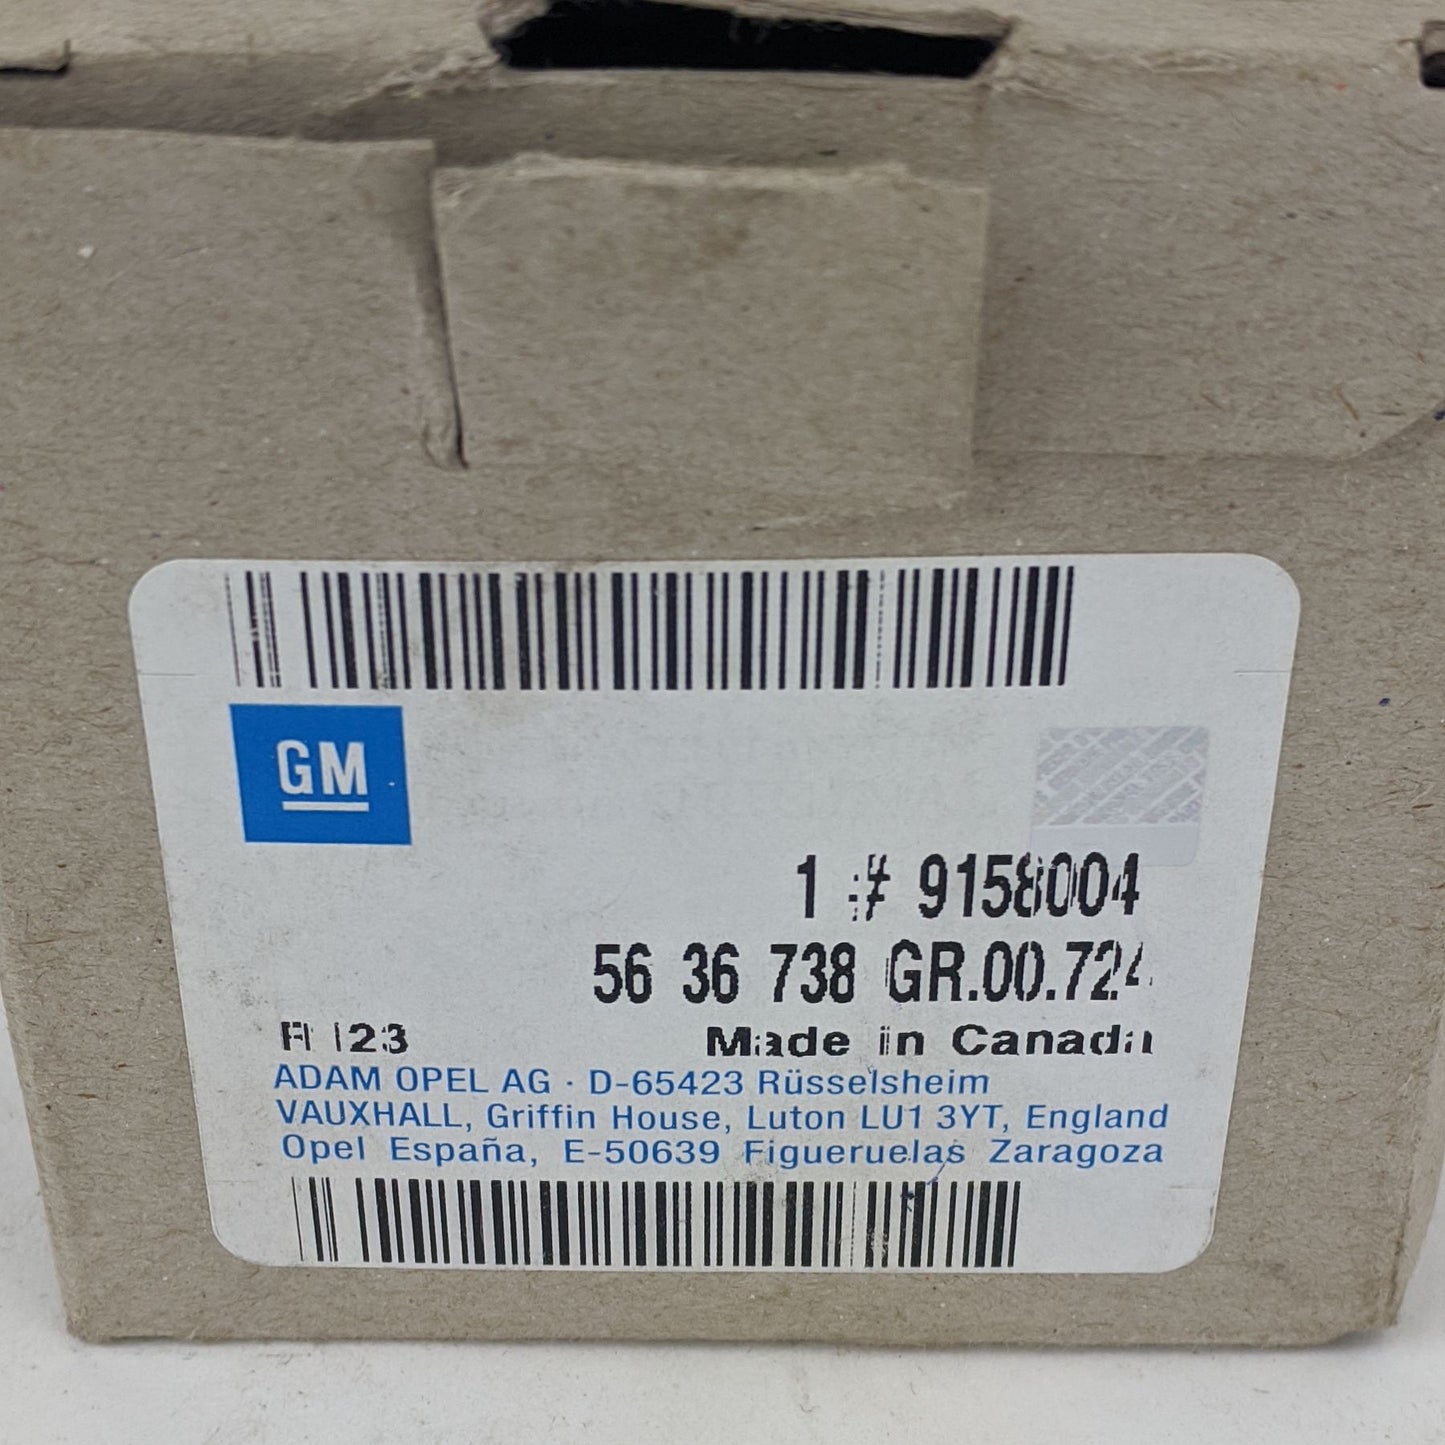 GM
1 # 9158004
56 36 738 GR.00.724
123
Made in Canada
ADAM OPEL AG · D-65423 Rüsselsheim
VAUXHALL, Griffin House, Luton LU1 3YT, England
Opel España, E-50639 Figueruelas Zaragoza